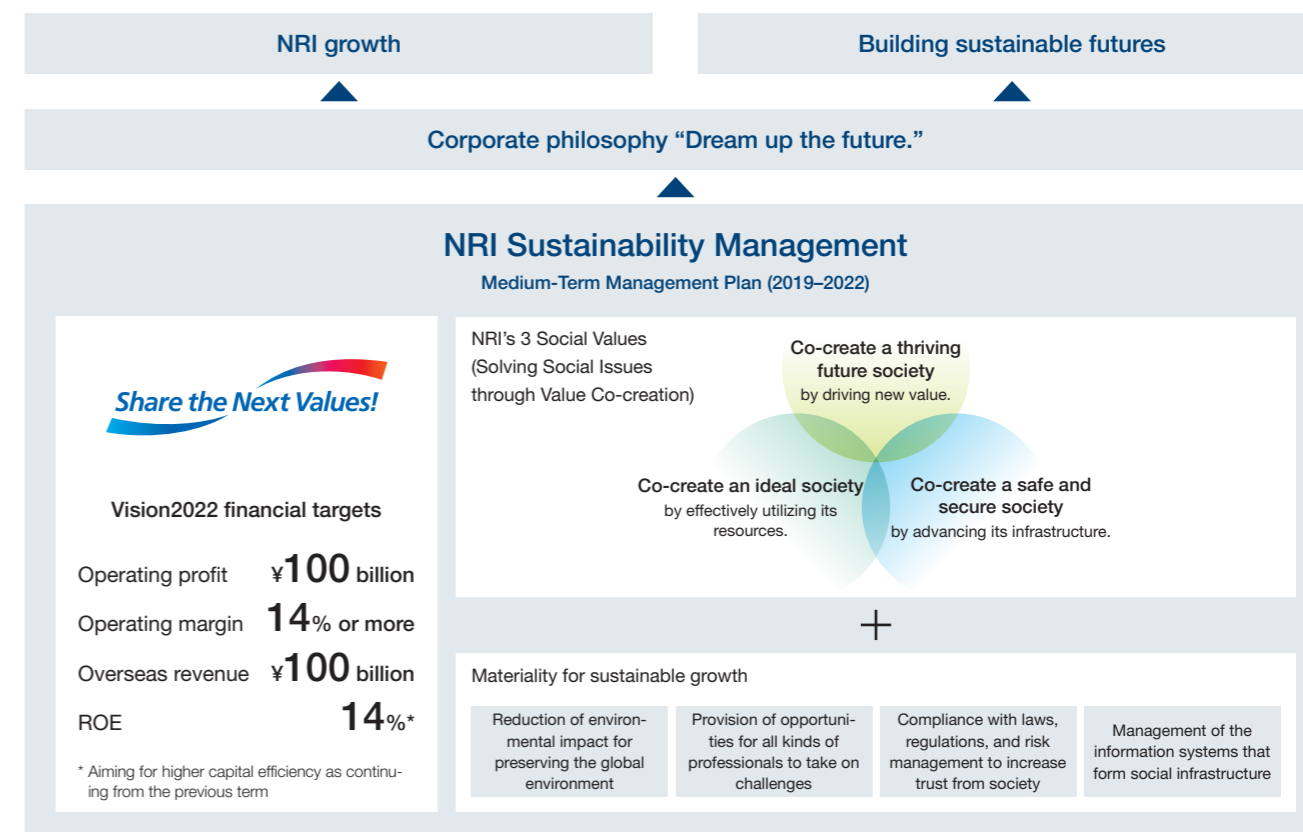 NRI growth
Building sustainable futures
Corporate philosophy “Dream up the future.”
NRI Sustainability Management
Medium-Term Management Plan (2019–2022)
Share the Next Values!
Vision2022 financial targets
Operating profit ¥100 billion
Operating margin 14% or more
Overseas revenue ¥100 billion
ROE 14%*
* Aiming for higher capital efficiency as continu-
ing from the previous term
NRI’s 3 Social Values
(Solving Social Issues
through Value Co-creation)
Co-create a thriving
future society
by driving new value.
Co-create an ideal society
by effectively utilizing its
resources.
Co-create a safe and
secure society
by advancing its infrastructure.
+
Materiality for sustainable growth
Reduction of environ-
mental impact for
preserving the global
environment
Provision of opportuni-
ties for all kinds of
professionals to take on
challenges
Compliance with laws,
regulations, and risk
management to increase
trust from society
Management of the
information systems that
form social infrastructure